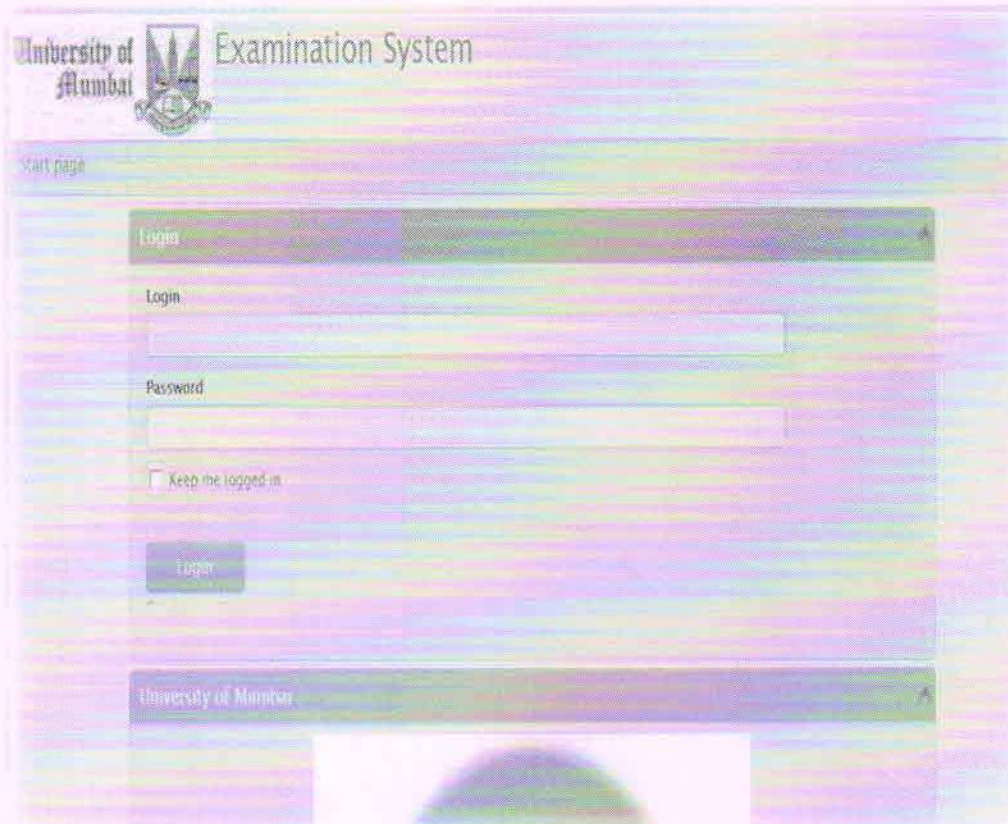 University of
Mumbai
Examination System
Start page
Login
Login
Password
Keep me logged in
Login
University of Mumbai